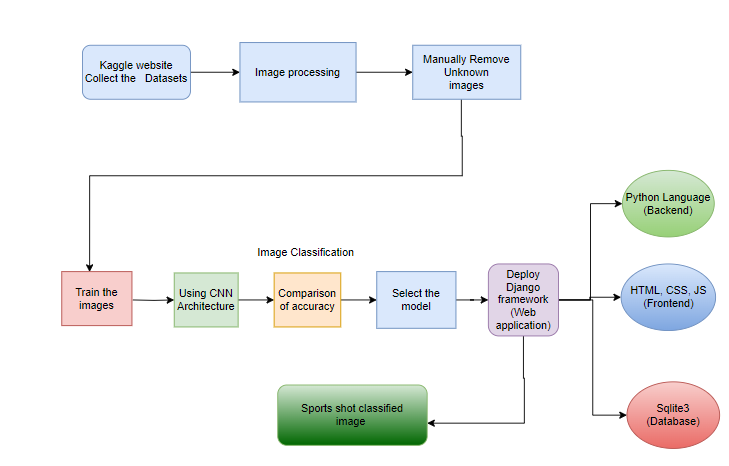 Kaggle website
Collect the Datasets
Image processing
Manually Remove
Unknown
images
Image Classification
Train the
images
Using CNN
Architecture
Comparison
of accuracy
Select the
model
Deploy
Django
framework
(Web
application)
Python Language
(Backend)
HTML, CSS, JS
(Frontend)
Sqlite3
(Database)
Sports shot classified
image